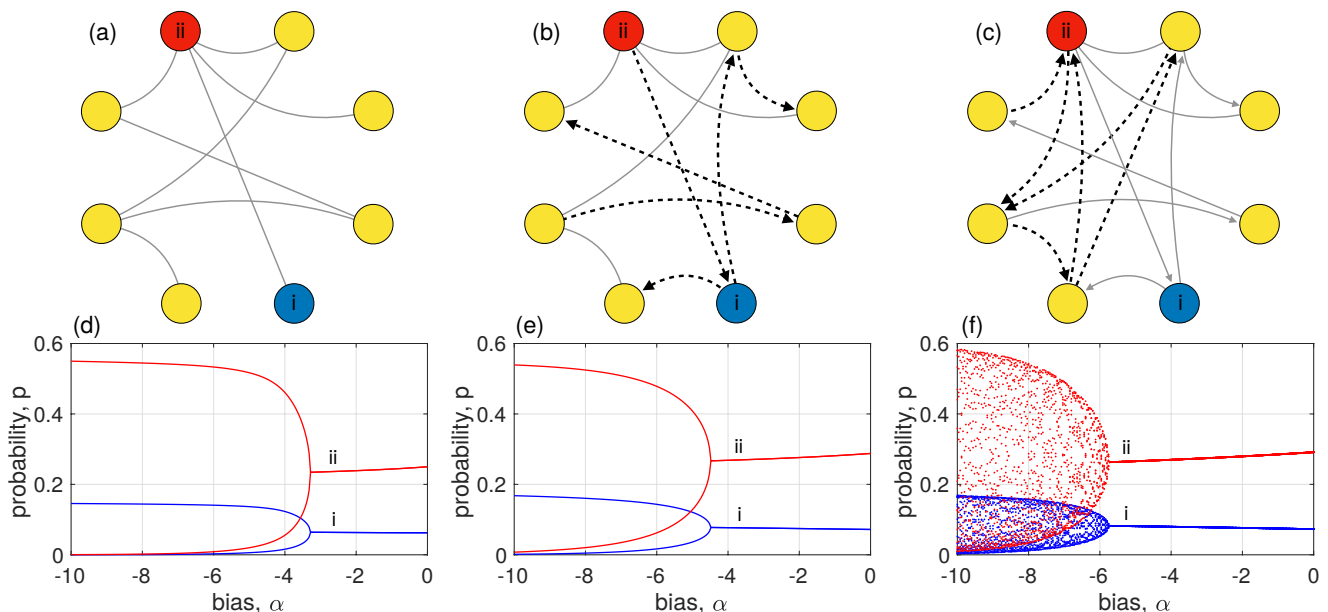 (a) (b) (c)
ii ii ii
i i i
(d) (e) (f)
probability, p
0.6
0.4
0.2
0
ii
i
-10 -8 -6 -4 -2 0
bias, α
probability, p
0.6
0.4
0.2
0
ii
i
-10 -8 -6 -4 -2 0
bias, α
probability, p
0.6
0.4
0.2
0
ii
i
-10 -8 -6 -4 -2 0
bias, α